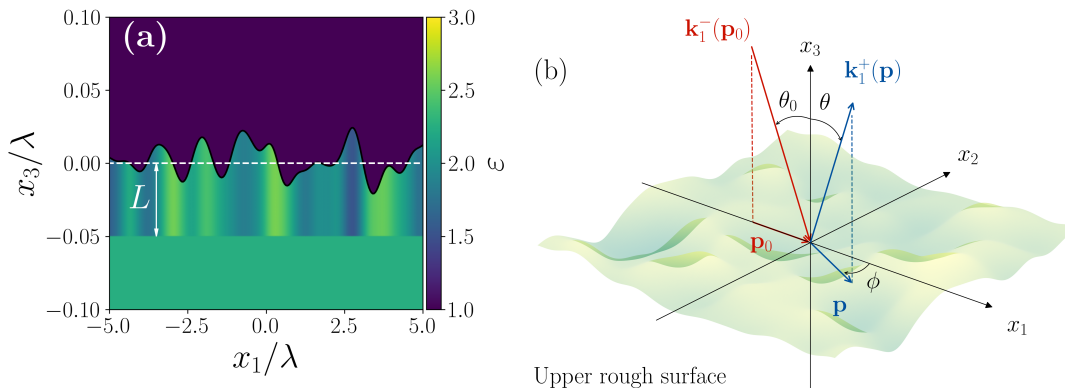 (a)
0.10
0.05
0.00
−0.05
−0.10
x₃/λ
L
−5.0
−2.5
0.0
2.5
5.0
x₁/λ
3.0
2.5
2.0
1.5
1.0
ε
(b)
k₁⁻(p₀)
x₃
k₁⁺(p)
θ₀
θ
x₂
p₀
ϕ
p
x₁
Upper rough surface